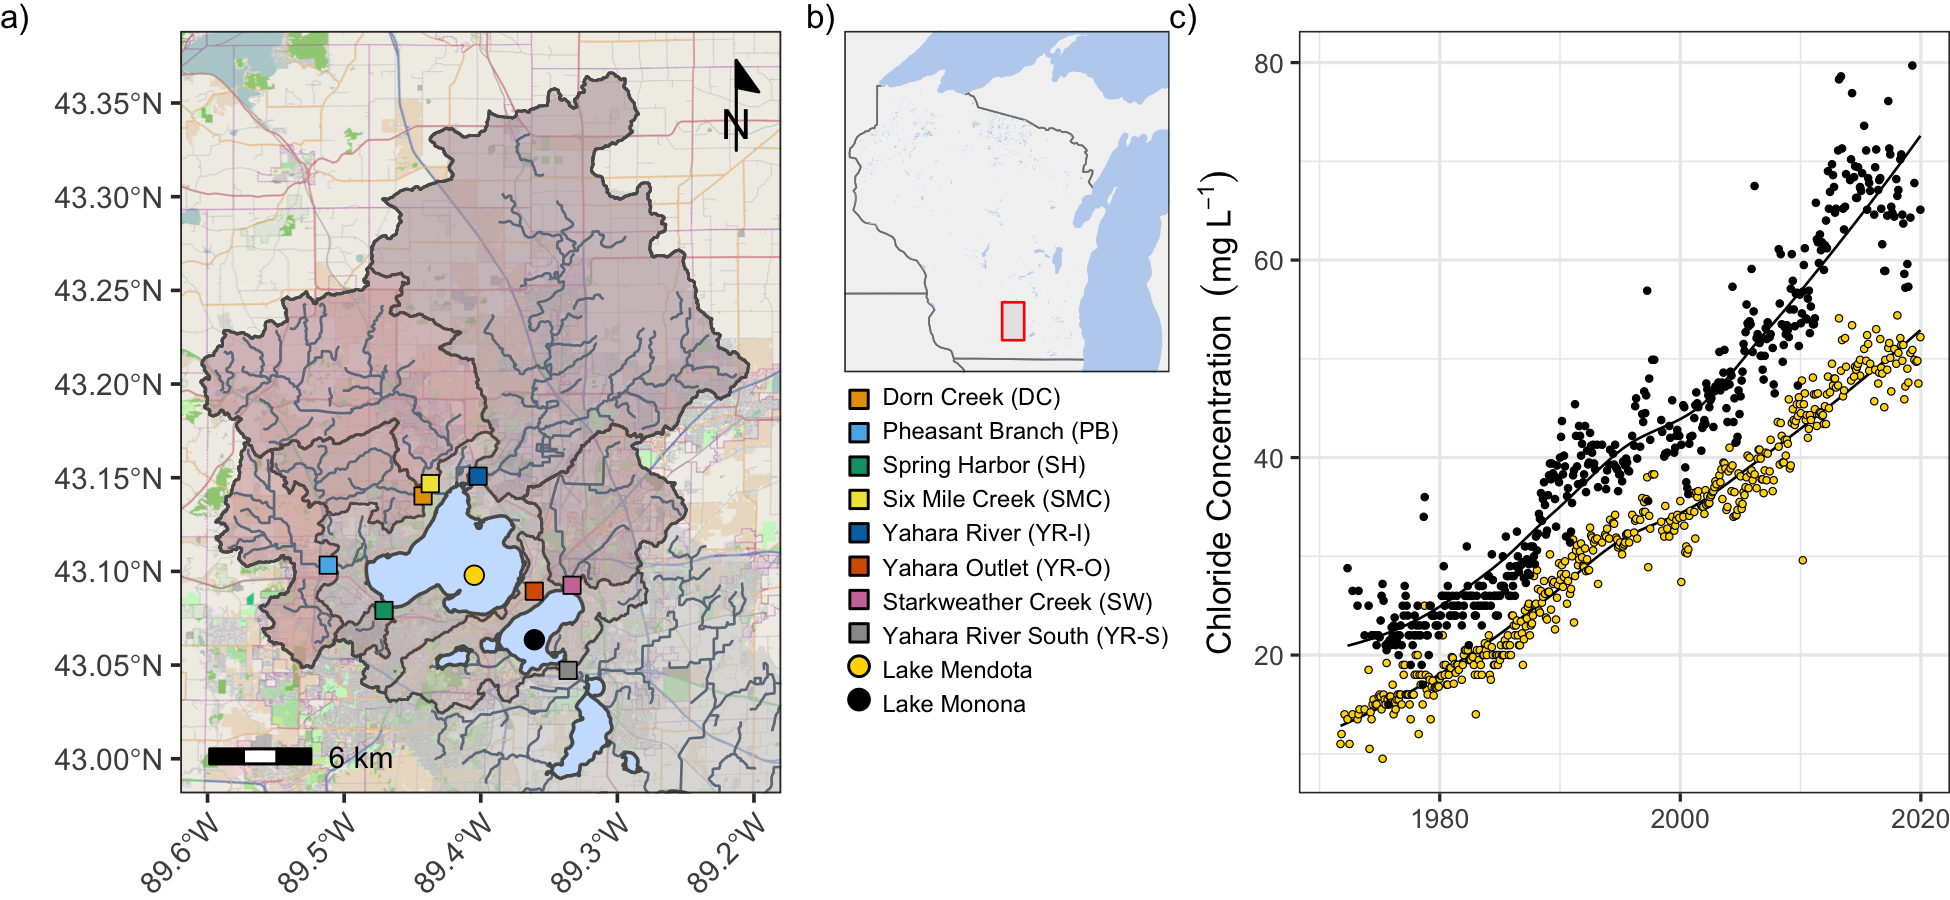 a)
43.35°N
43.30°N
43.25°N
43.20°N
43.15°N
43.10°N
43.05°N
43.00°N
N
6 km
89.6°W
89.5°W
89.4°W
89.3°W
89.2°W
b)
Dorn Creek (DC)
Pheasant Branch (PB)
Spring Harbor (SH)
Six Mile Creek (SMC)
Yahara River (YR-I)
Yahara Outlet (YR-O)
Starkweather Creek (SW)
Yahara River South (YR-S)
Lake Mendota
Lake Monona
c)
Chloride Concentration (mg L⁻¹)
80
60
40
20
1980
2000
2020